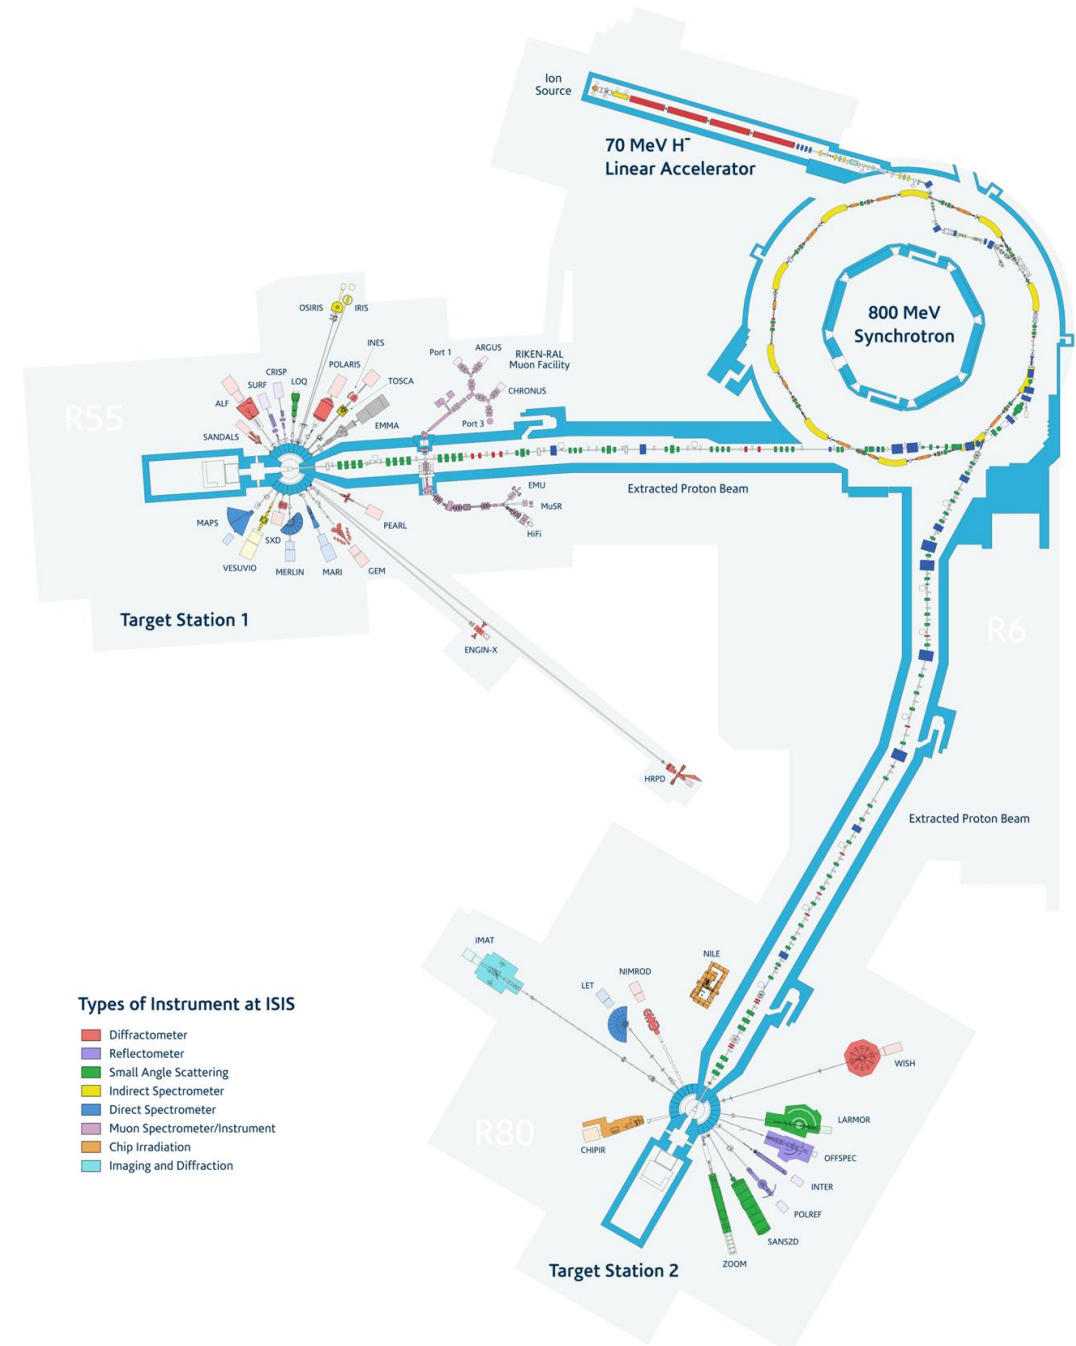 Ion
Source
70 MeV H⁻
Linear Accelerator
800 MeV
Synchrotron
OSIRIS
IRIS
INES
POLARIS
TOSCA
CRISP
LOQ
SURF
ALF
SANDALS
EMMA
Port 1
ARGUS
RIKEN-RAL
Muon Facility
CHRONUS
Port 3
R55
Extracted Proton Beam
EMU
MuSR
HiFi
PEARL
MAPS
SXD
VESUVIO
MERLIN
MARI
GEM
Target Station 1
R6
ENGIN-X
HRPD
Extracted Proton Beam
IMAT
NILE
NIMROD
LET
WISH
LARMOR
CHIPIR
R80
OFFSPEC
INTER
POLREF
SANS2D
ZOOM
Target Station 2
Types of Instrument at ISIS
Diffractometer
Reflectometer
Small Angle Scattering
Indirect Spectrometer
Direct Spectrometer
Muon Spectrometer/Instrument
Chip Irradiation
Imaging and Diffraction